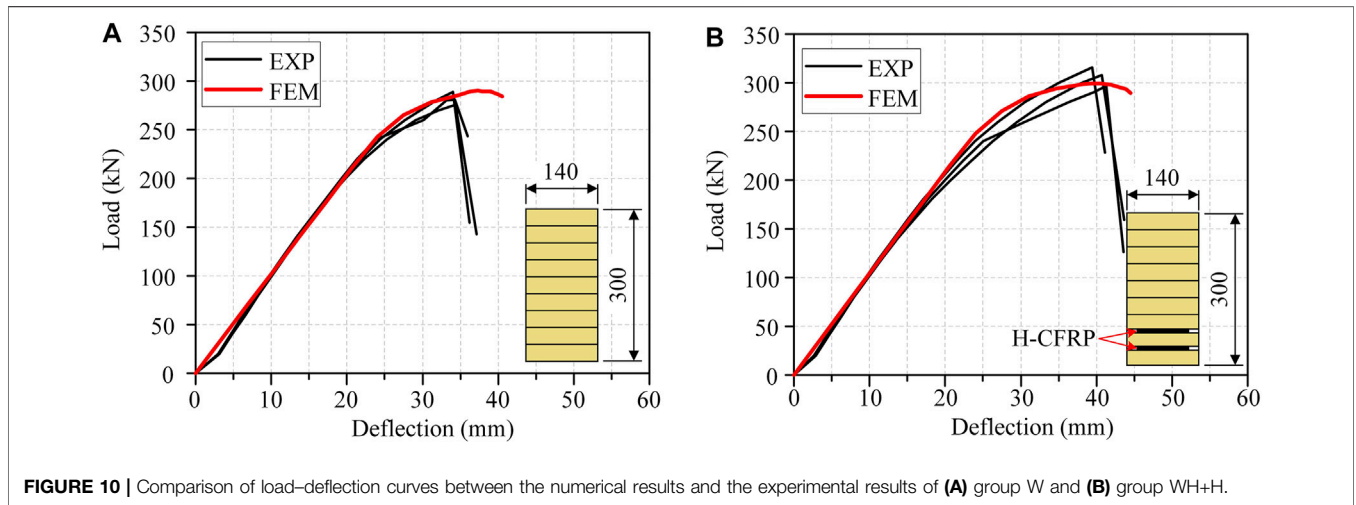 A
350
300
250
200
150
100
50
0
Load (kN)
EXP
FEM
140
300
0
10
20
30
40
50
60
Deflection (mm)
B
350
300
250
200
150
100
50
0
Load (kN)
EXP
FEM
140
300
H-CFRP
0
10
20
30
40
50
60
Deflection (mm)
FIGURE 10 | Comparison of load–deflection curves between the numerical results and the experimental results of (A) group W and (B) group WH+H.